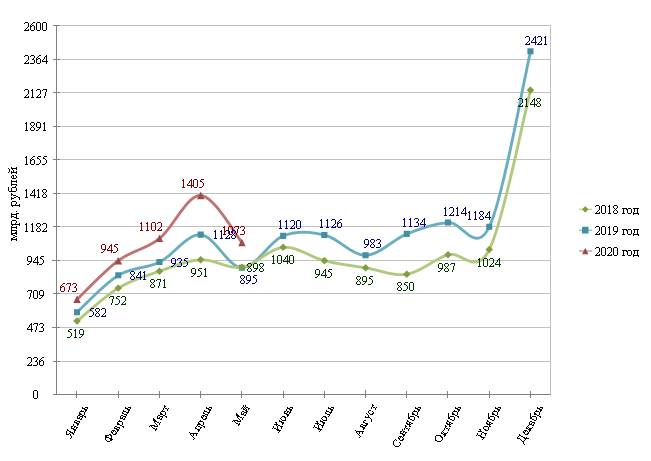 2600
2364
2127
1891
1655
1418
1182
945
709
473
236
0
млрд. рублей
673
945
1102
1405
1073
582
841
935
1128
895
1120
1126
983
1134
1214
1184
2421
519
752
871
951
898
1040
945
895
850
987
1024
2148
Январь
Февраль
Март
Апрель
Май
Июнь
Июль
Август
Сентябрь
Октябрь
Ноябрь
Декабрь
2018 год
2019 год
2020 год